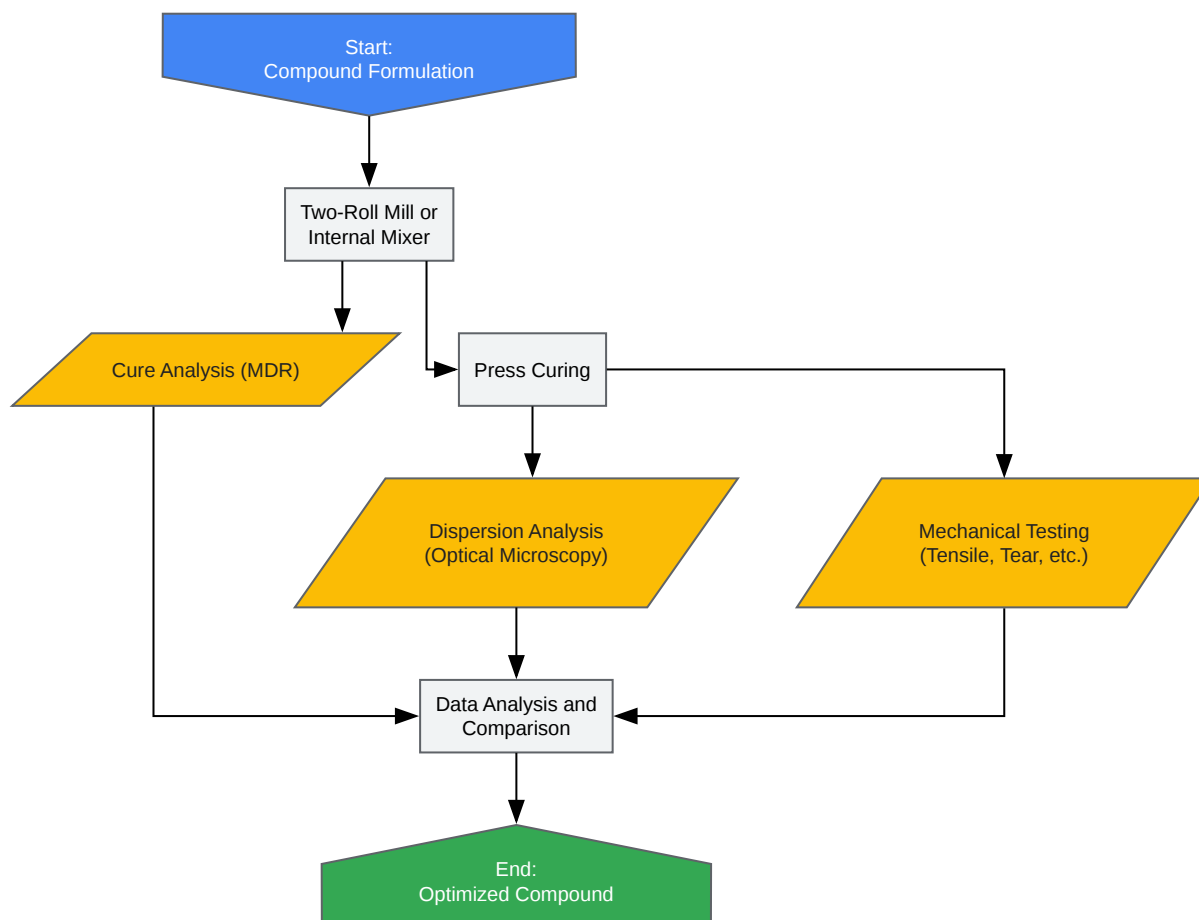 Start:
Compound Formulation
Two-Roll Mill or
Internal Mixer
Cure Analysis (MDR)
Press Curing
Dispersion Analysis
(Optical Microscopy)
Mechanical Testing
(Tensile, Tear, etc.)
Data Analysis and
Comparison
End:
Optimized Compound